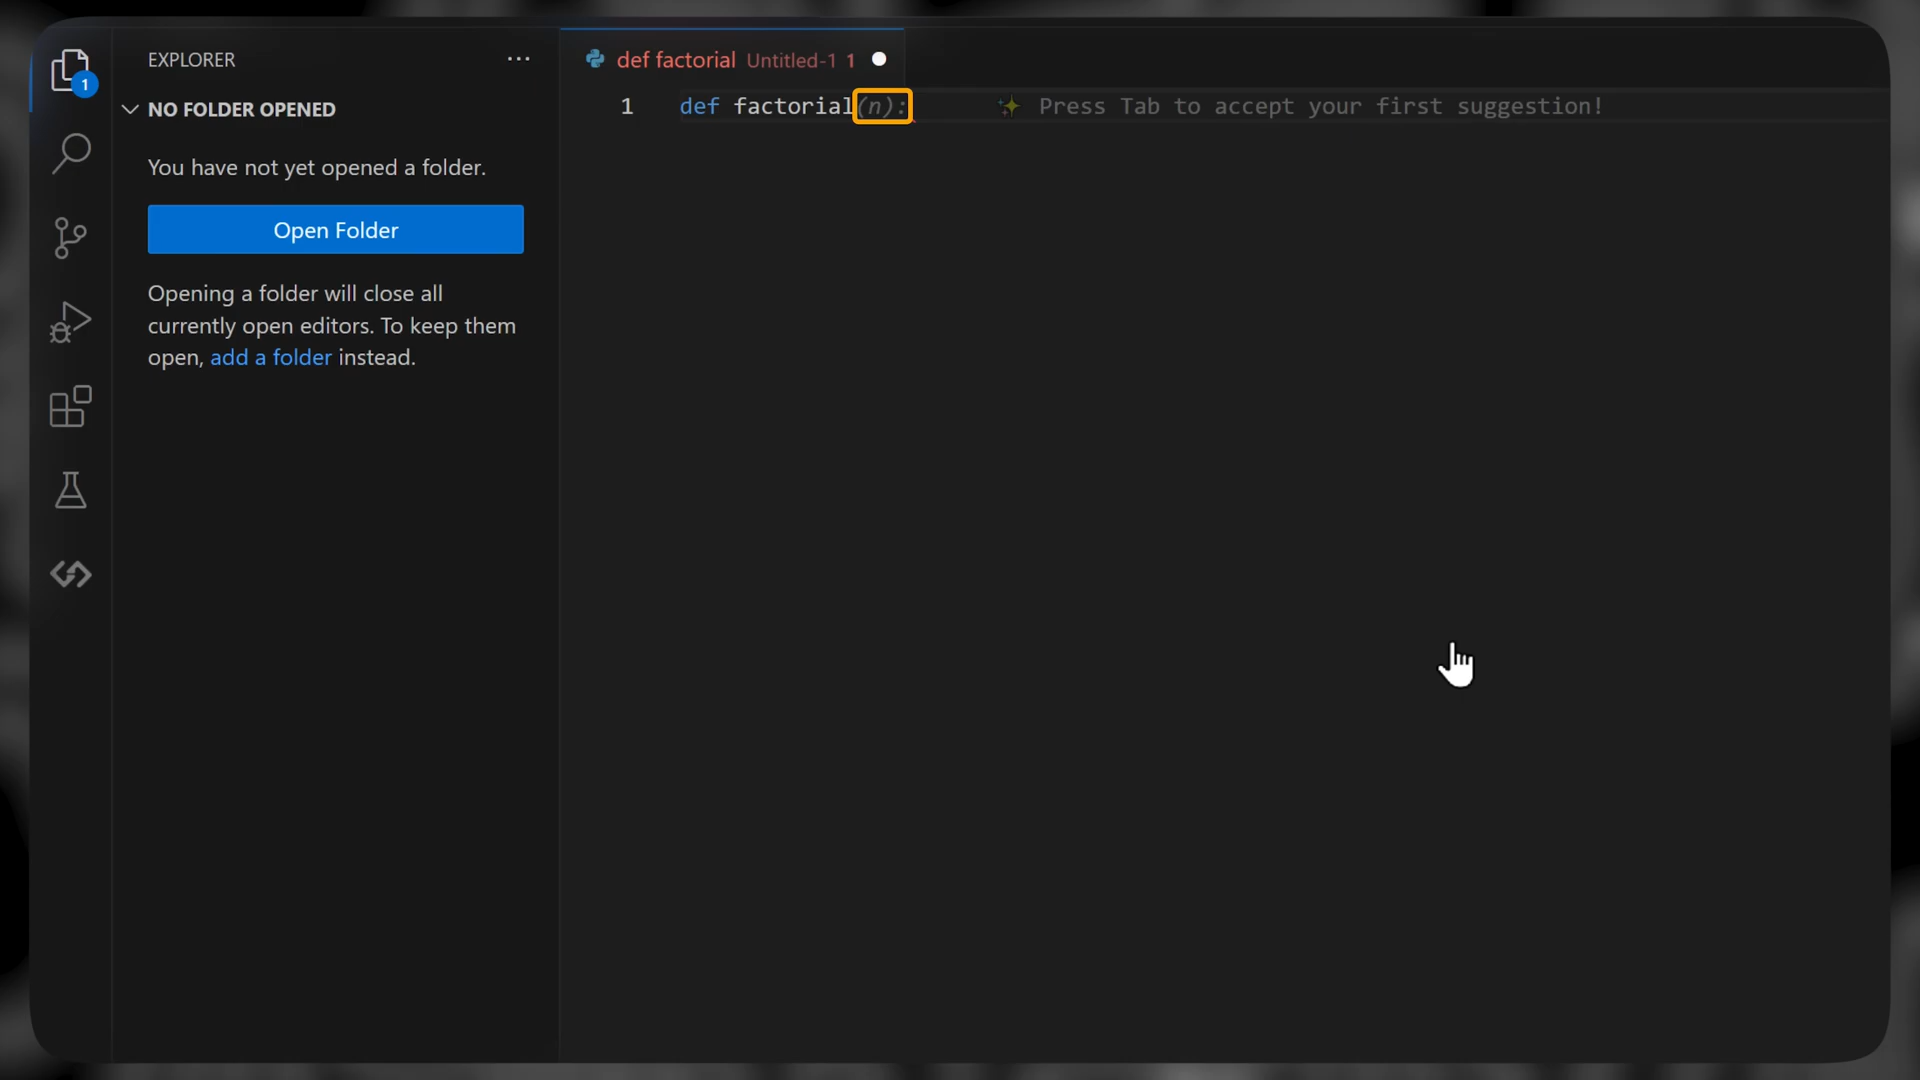 EXPLORER
NO FOLDER OPENED
You have not yet opened a folder.
Open Folder
Opening a folder will close all
currently open editors. To keep them
open, add a folder instead.
1
def factorial Untitled-1 1
1 def factorial(n): Press Tab to accept your first suggestion!